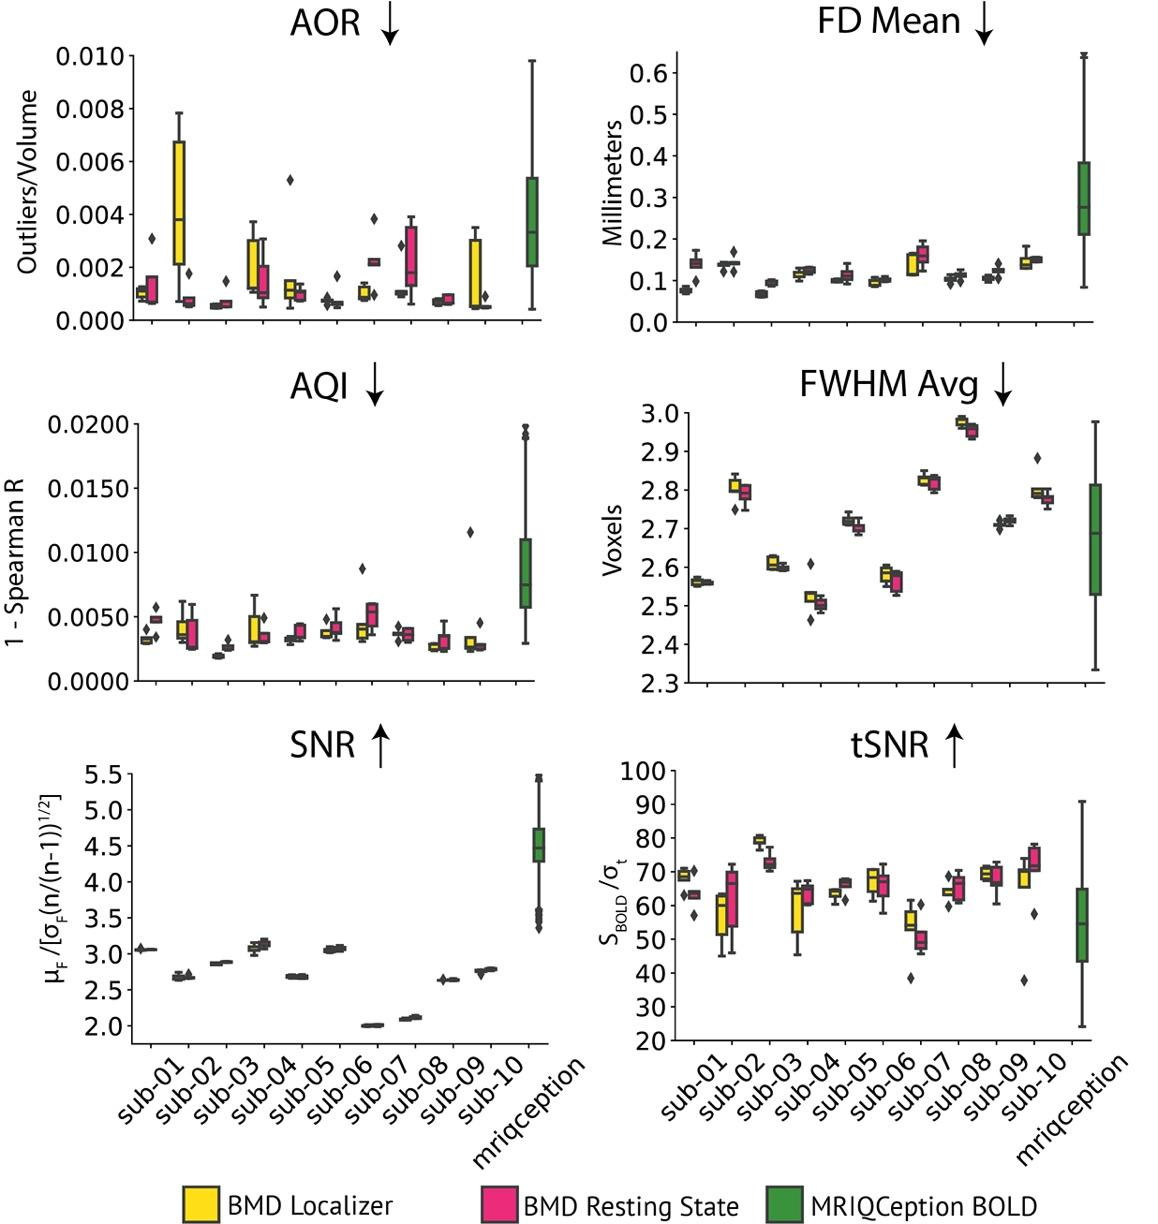 AOR ↓
Outliers/Volume
0.010
0.008
0.006
0.004
0.002
0.000
FD Mean ↓
Millimeters
0.6
0.5
0.4
0.3
0.2
0.1
0.0
AQI ↓
1 - Spearman R
0.0200
0.0150
0.0100
0.0050
0.0000
FWHM Avg ↓
Voxels
3.0
2.9
2.8
2.7
2.6
2.5
2.4
2.3
SNR ↑
μF /[σF(n/(n-1))1/2]
5.5
5.0
4.5
4.0
3.5
3.0
2.5
2.0
sub-01
sub-02
sub-03
sub-04
sub-05
sub-06
sub-07
sub-08
sub-09
sub-10
mriqception
tSNR ↑
SBOLD /σt
100
90
80
70
60
50
40
30
20
sub-01
sub-02
sub-03
sub-04
sub-05
sub-06
sub-07
sub-08
sub-09
sub-10
mriqception
BMD Localizer
BMD Resting State
MRIQCeption BOLD